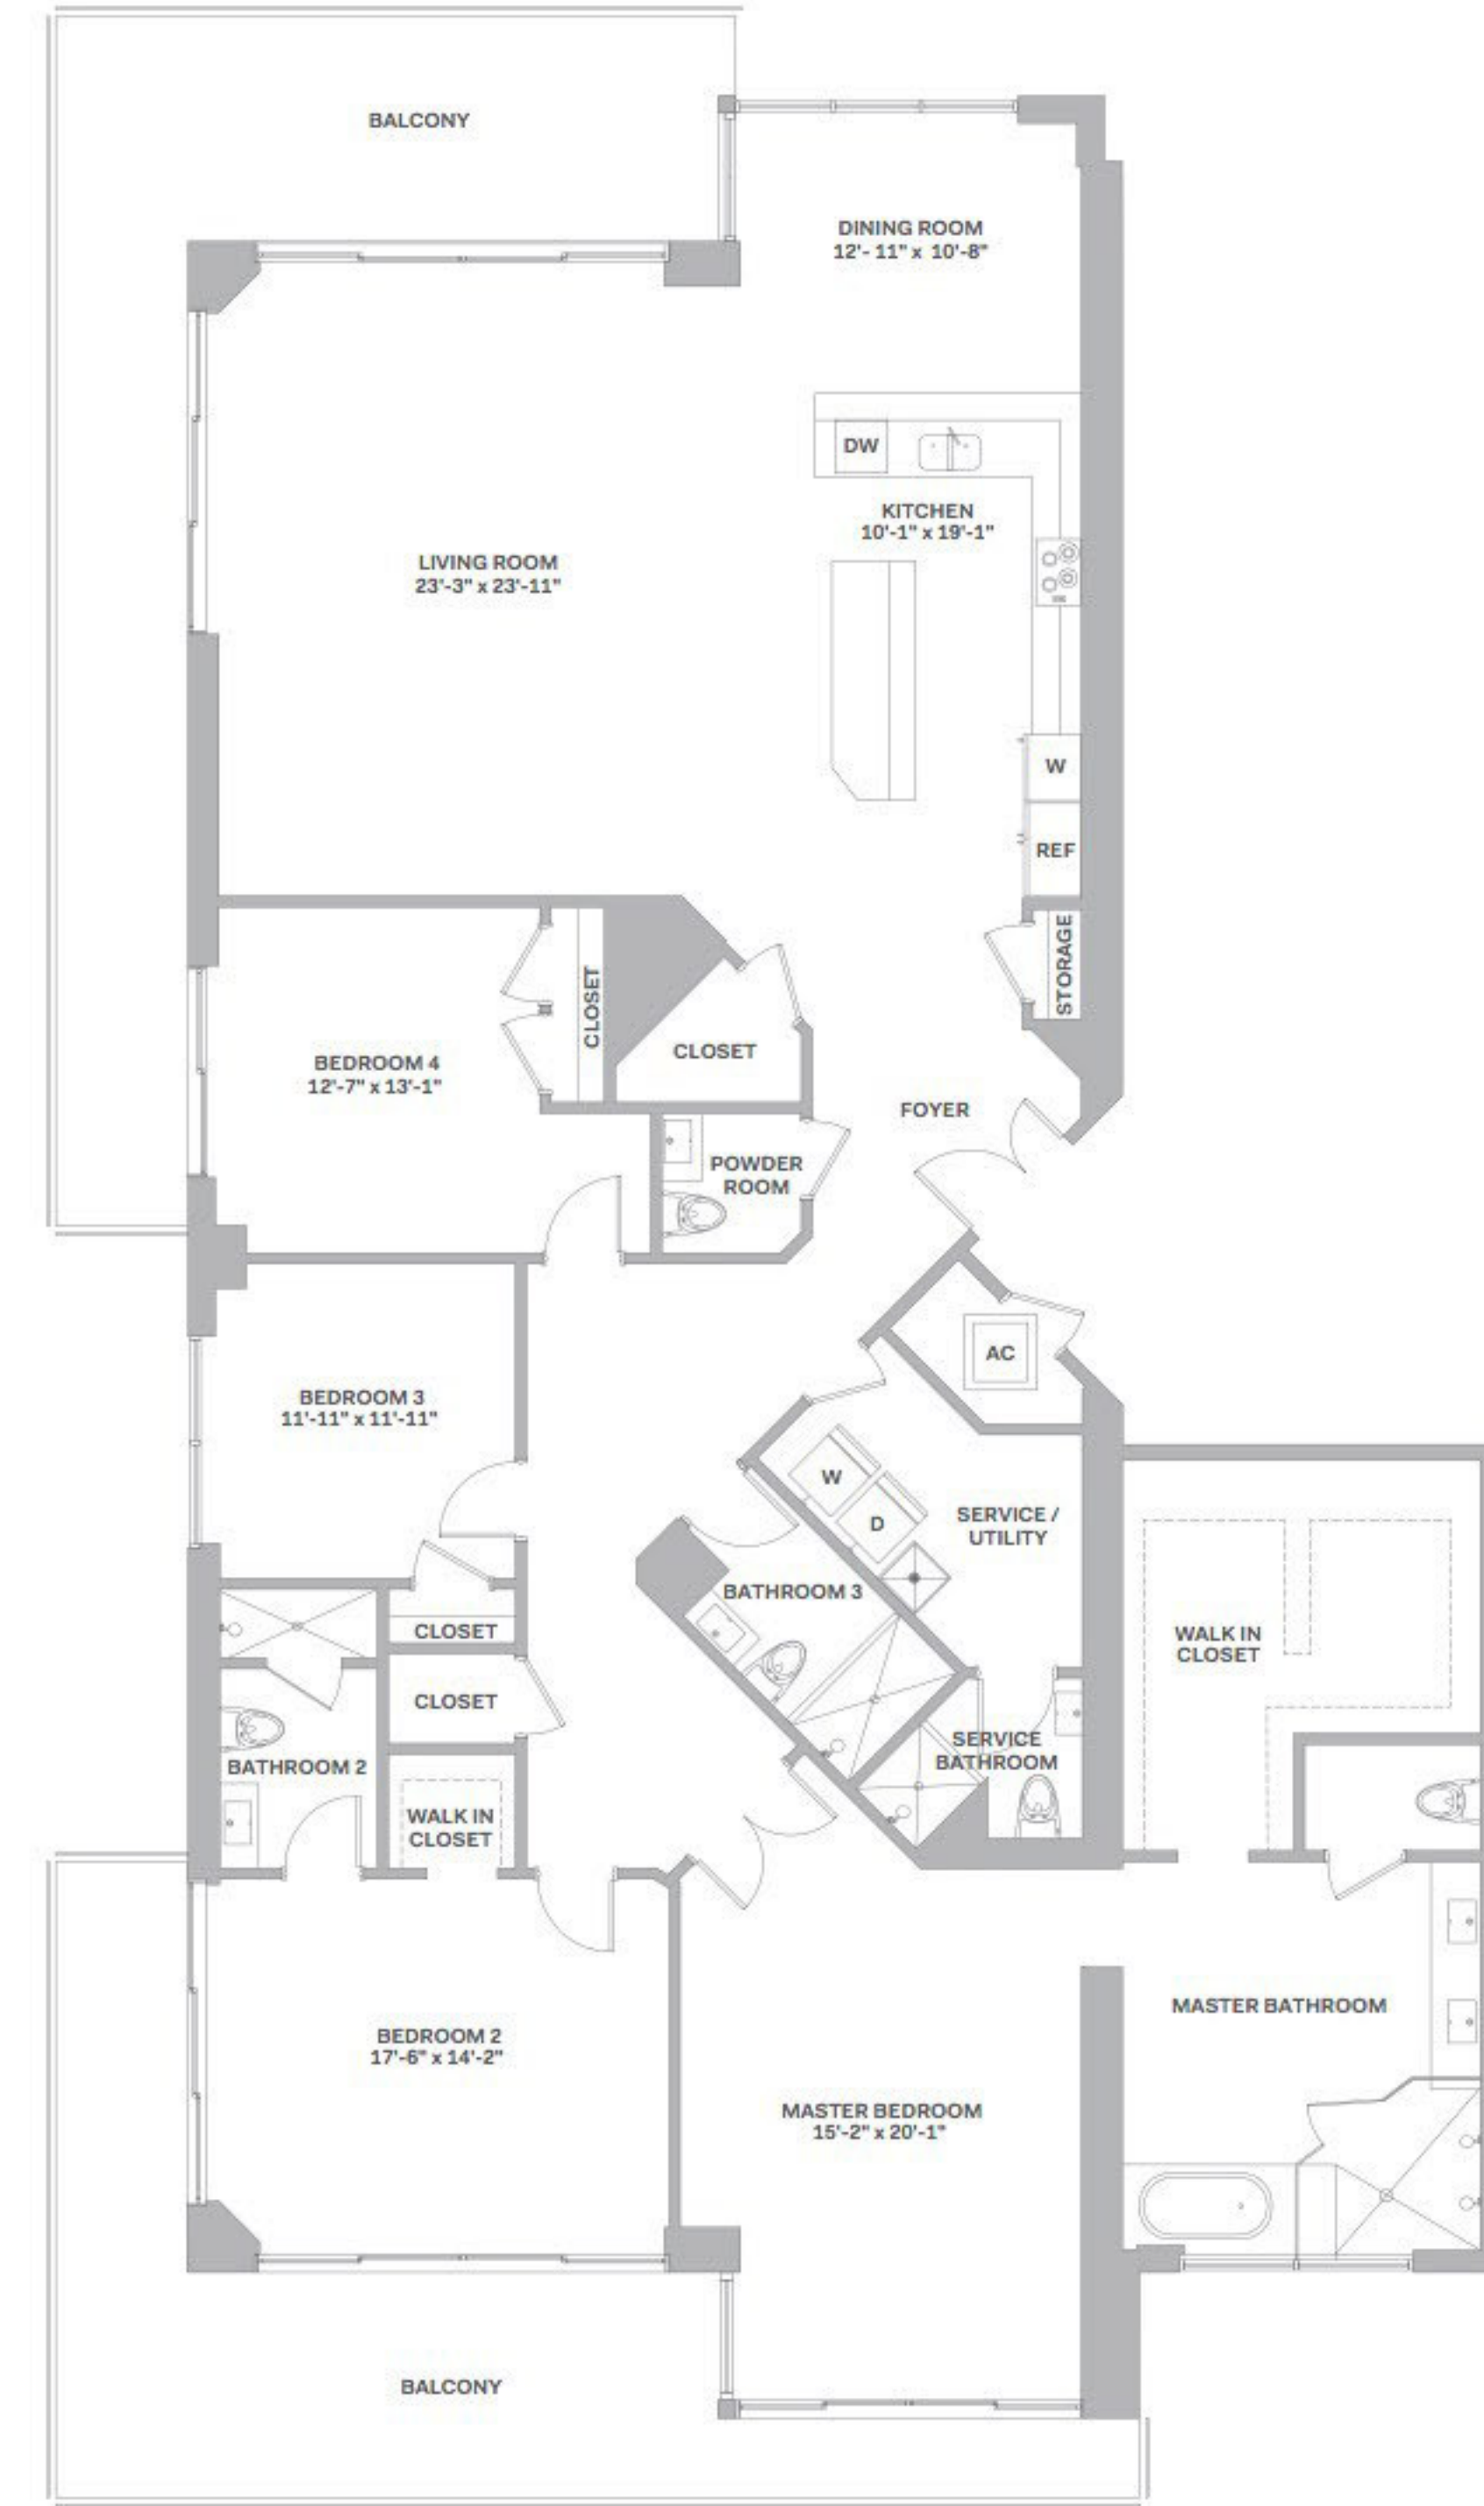 BALCONY
DINING ROOM
12'- 11" x 10'-8"
DW
KITCHEN
10'-1" x 19'-1"
LIVING ROOM
23'-3" x 23'-11"
W
REF
STORAGE
CLOSET
CLOSET
BEDROOM 4
12'-7" x 13'-1"
FOYER
POWDER
ROOM
AC
BEDROOM 3
11'-11" x 11'-11"
W
D
SERVICE /
UTILITY
BATHROOM 3
CLOSET
WALK IN
CLOSET
CLOSET
SERVICE
BATHROOM
BATHROOM 2
WALK IN
CLOSET
MASTER BATHROOM
BEDROOM 2
17'-6" x 14'-2"
MASTER BEDROOM
15'-2" x 20'-1"
BALCONY